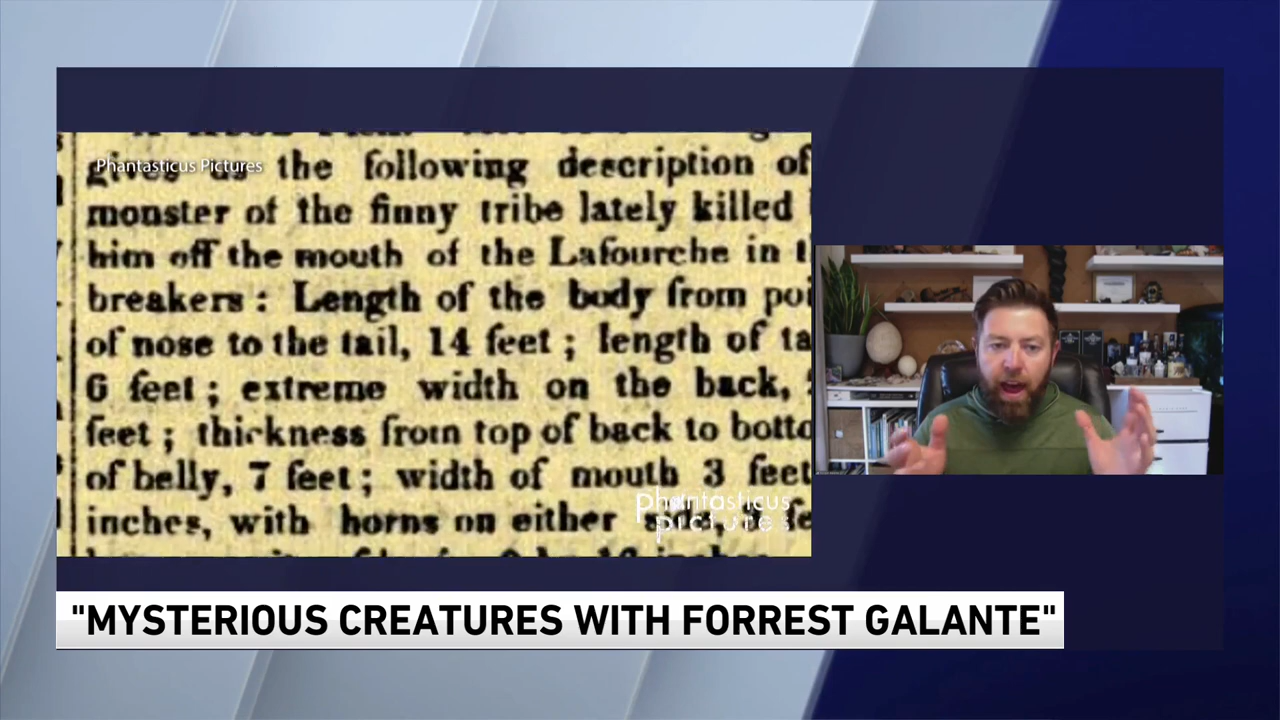 Phantasticus Pictures
gives us the following description of
monster of the finny tribe lately killed
him off the mouth of the Lafourche in
breakers : Length of the body from
of nose to the tail, 14 feet ; length of
6 feet ; extreme width on the back,
feet ; thickness from top of back to
of belly, 7 feet ; width of mouth 3 feet
inches, with horns on either side,
phantasticus
pictures
"MYSTERIOUS CREATURES WITH FORREST GALANTE"